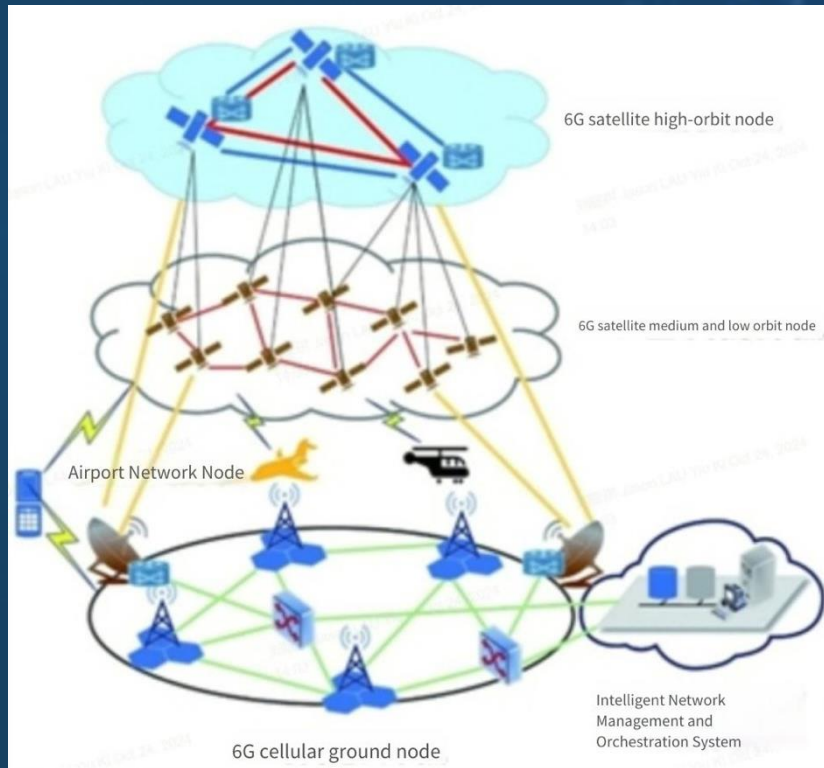 6G satellite high-orbit node
6G satellite medium and low orbit node
Airport Network Node
Intelligent Network
Management and
Orchestration System
6G cellular ground node